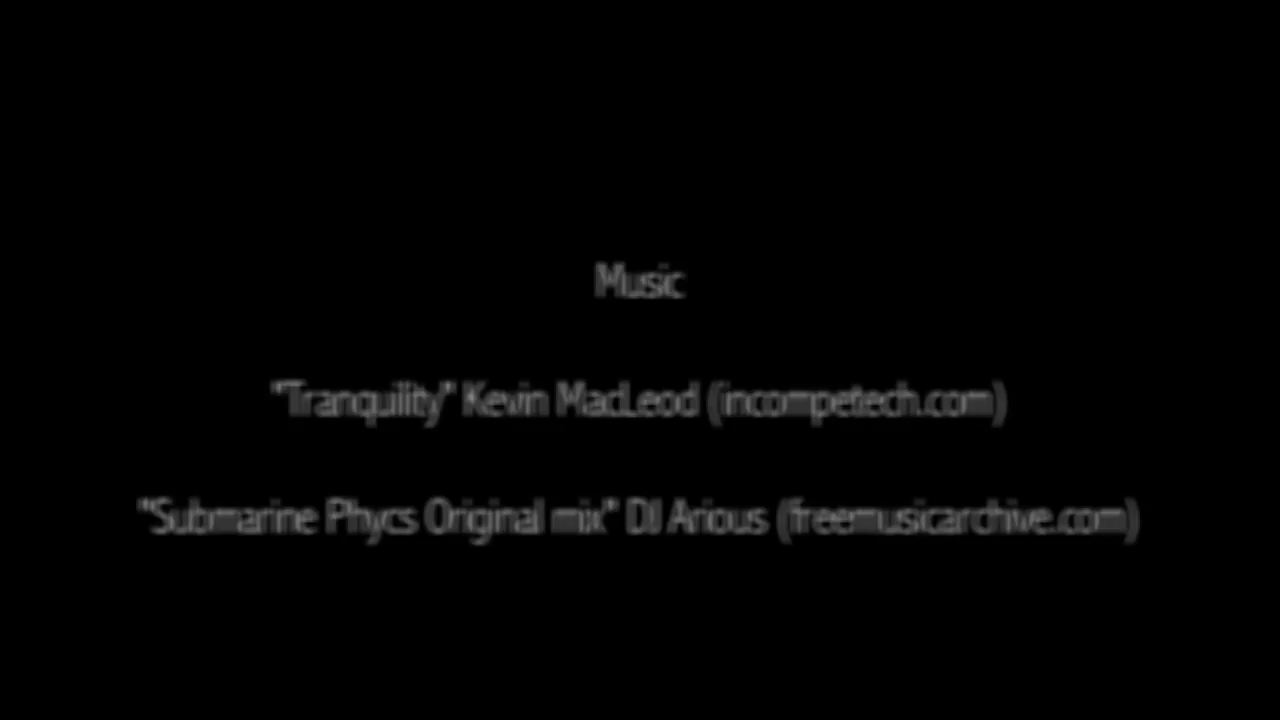 Music
"Tranquility" Kevin MacLeod (incompetech.com)
"Submarine Phycs Original mix" DJ Arious (freemusicarchive.com)